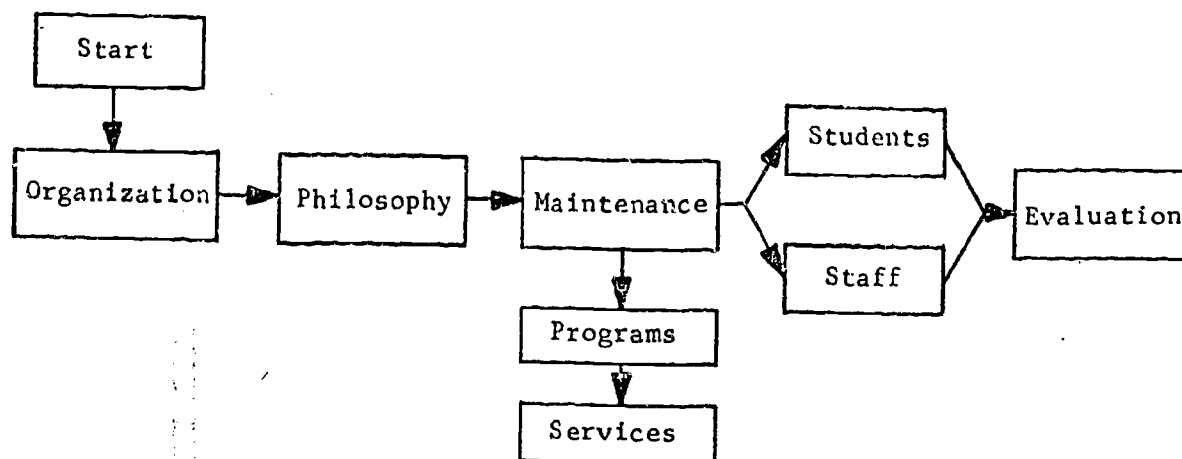 Start
Organization
Philosophy
Maintenance
Students
Staff
Evaluation
Programs
Services